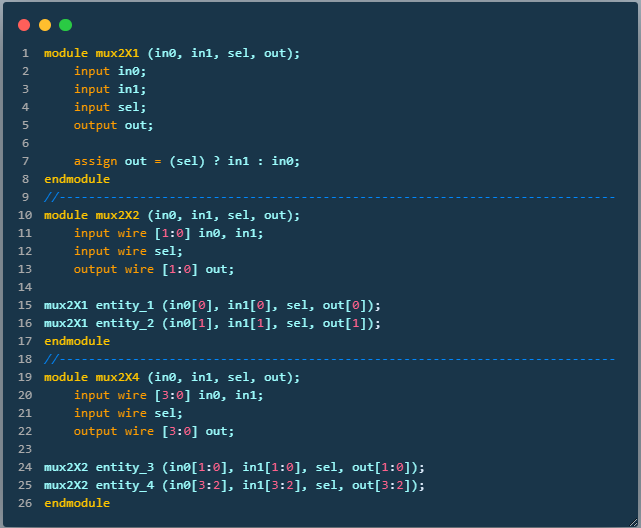 1 module mux2X1 (in0, in1, sel, out);
2     input in0;
3     input in1;
4     input sel;
5     output out;
6
7     assign out = (sel) ? in1 : in0;
8 endmodule
9 //----------------------------------------------------------------------------
10 module mux2X2 (in0, in1, sel, out);
11     input wire [1:0] in0, in1;
12     input wire sel;
13     output wire [1:0] out;
14
15 mux2X1 entity_1 (in0[0], in1[0], sel, out[0]);
16 mux2X1 entity_2 (in0[1], in1[1], sel, out[1]);
17 endmodule
18 //----------------------------------------------------------------------------
19 module mux2X4 (in0, in1, sel, out);
20     input wire [3:0] in0, in1;
21     input wire sel;
22     output wire [3:0] out;
23
24 mux2X2 entity_3 (in0[1:0], in1[1:0], sel, out[1:0]);
25 mux2X2 entity_4 (in0[3:2], in1[3:2], sel, out[3:2]);
26 endmodule